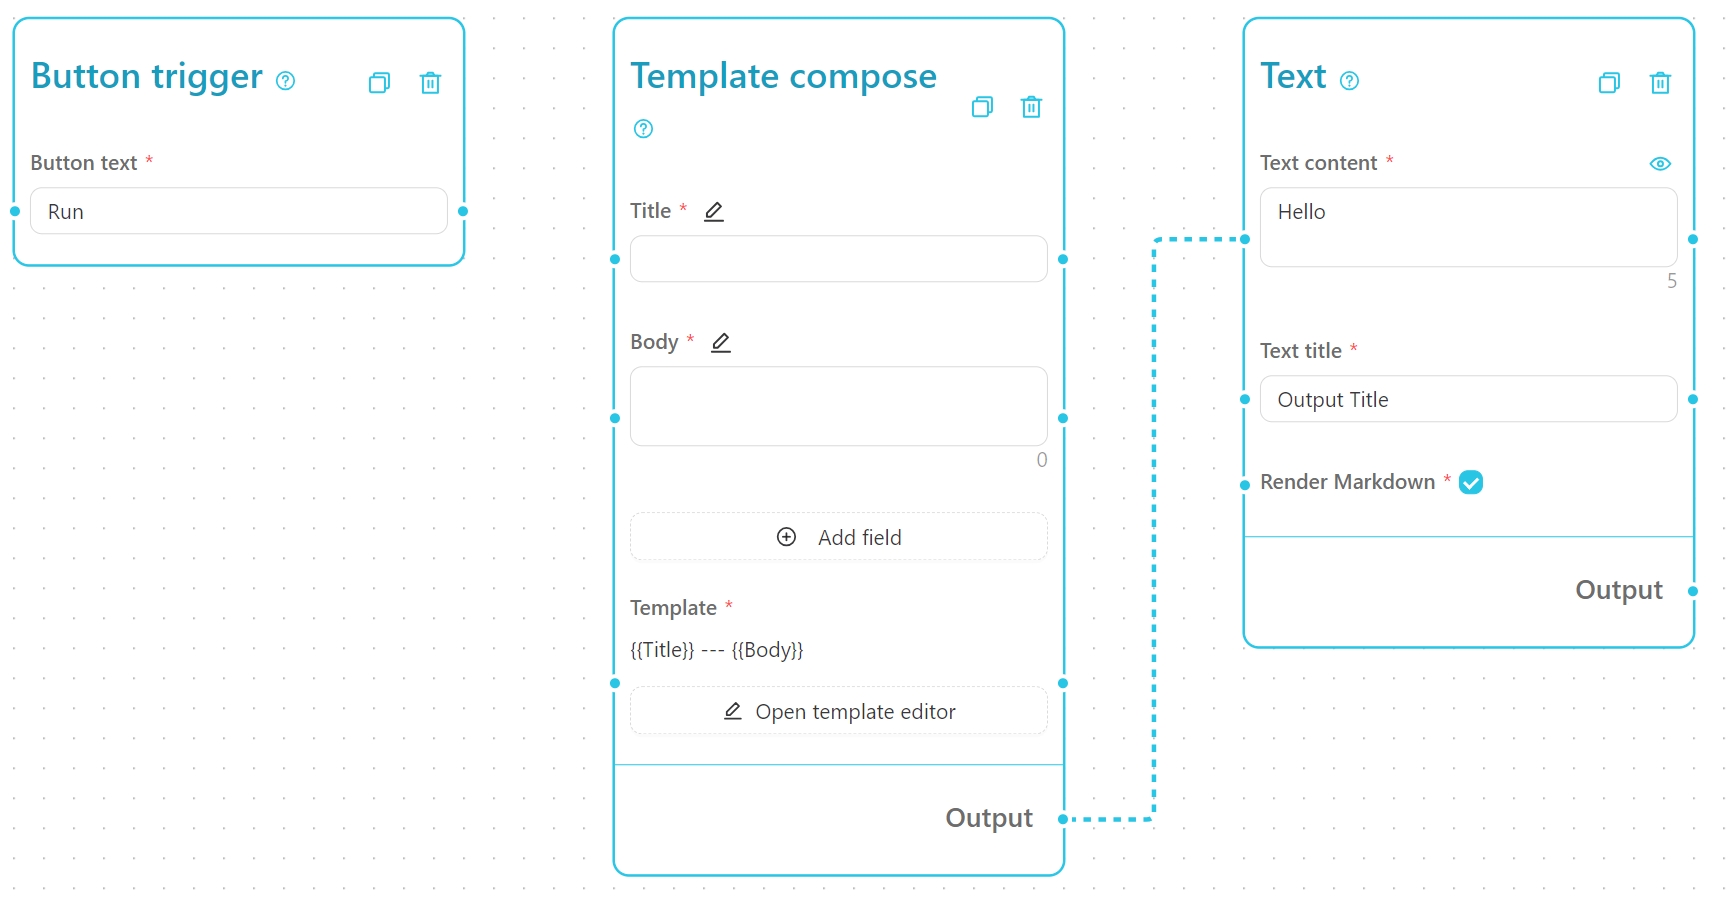 Button trigger
Button text *
Run
Template compose
Title *
Body *
0
Add field
Template *
{{Title}} --- {{Body}}
Open template editor
Output
Text
Text content *
Hello
5
Text title *
Output Title
Render Markdown *
Output